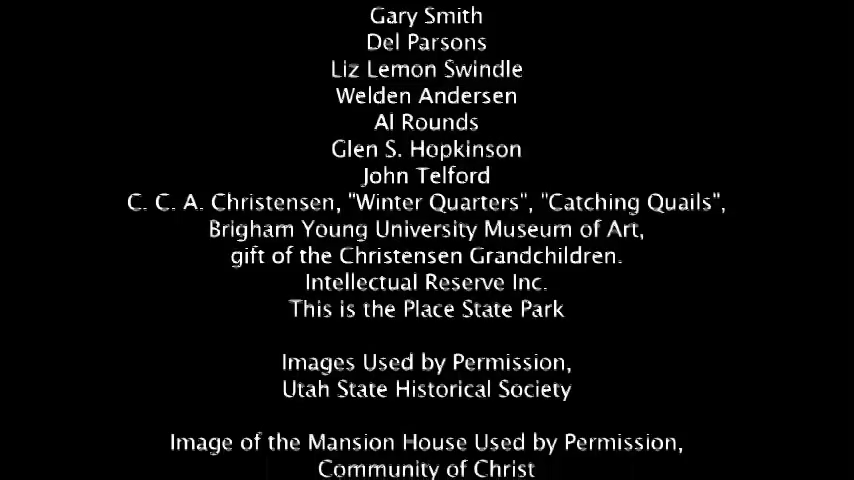 Gary Smith
Del Parsons
Liz Lemon Swindle
Welden Andersen
Al Rounds
Glen S. Hopkinson
John Telford
C. C. A. Christensen, "Winter Quarters", "Catching Quails",
Brigham Young University Museum of Art,
gift of the Christensen Grandchildren.
Intellectual Reserve Inc.
This is the Place State Park
Images Used by Permission,
Utah State Historical Society
Image of the Mansion House Used by Permission,
Community of Christ